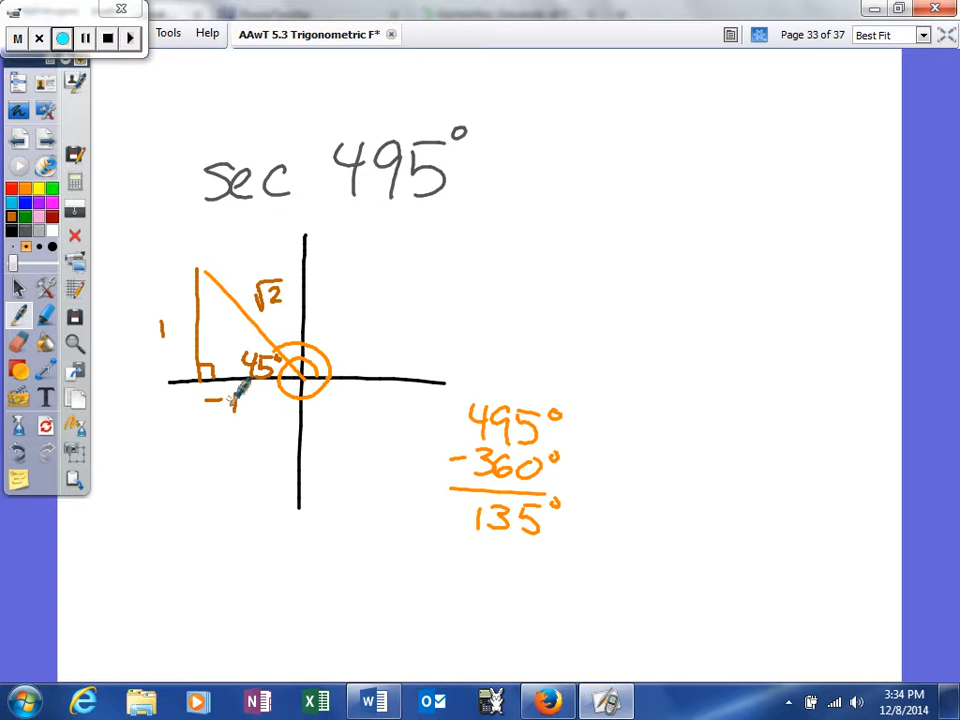 M
Tools Help AAwT 5.3 Trigonometric F* Page 33 of 37 Best Fit
sec 495°
√2
1
45°
-1
495°
-360°
135°
3:34 PM
12/8/2014